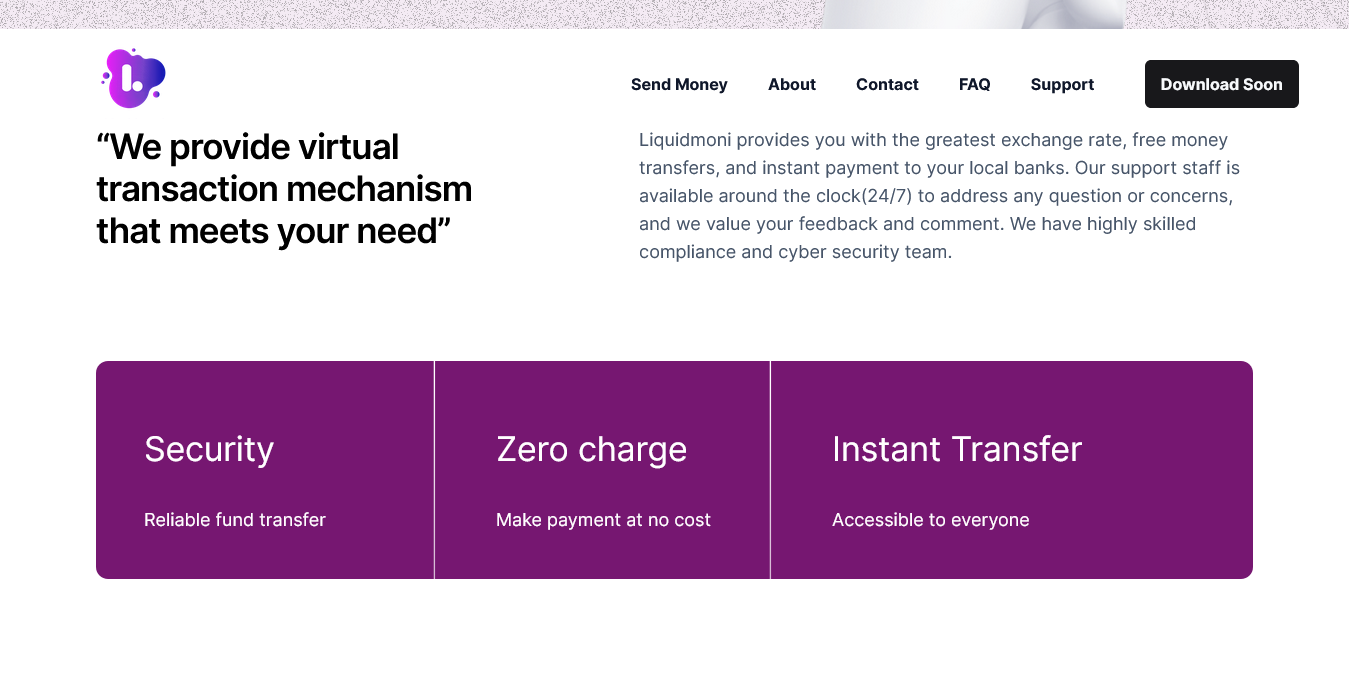 l.
Send Money
About
Contact
FAQ
Support
Download Soon
“We provide virtual
transaction mechanism
that meets your need”
Liquidmoni provides you with the greatest exchange rate, free money
transfers, and instant payment to your local banks. Our support staff is
available around the clock(24/7) to address any question or concerns,
and we value your feedback and comment. We have highly skilled
compliance and cyber security team.
Security
Reliable fund transfer
Zero charge
Make payment at no cost
Instant Transfer
Accessible to everyone